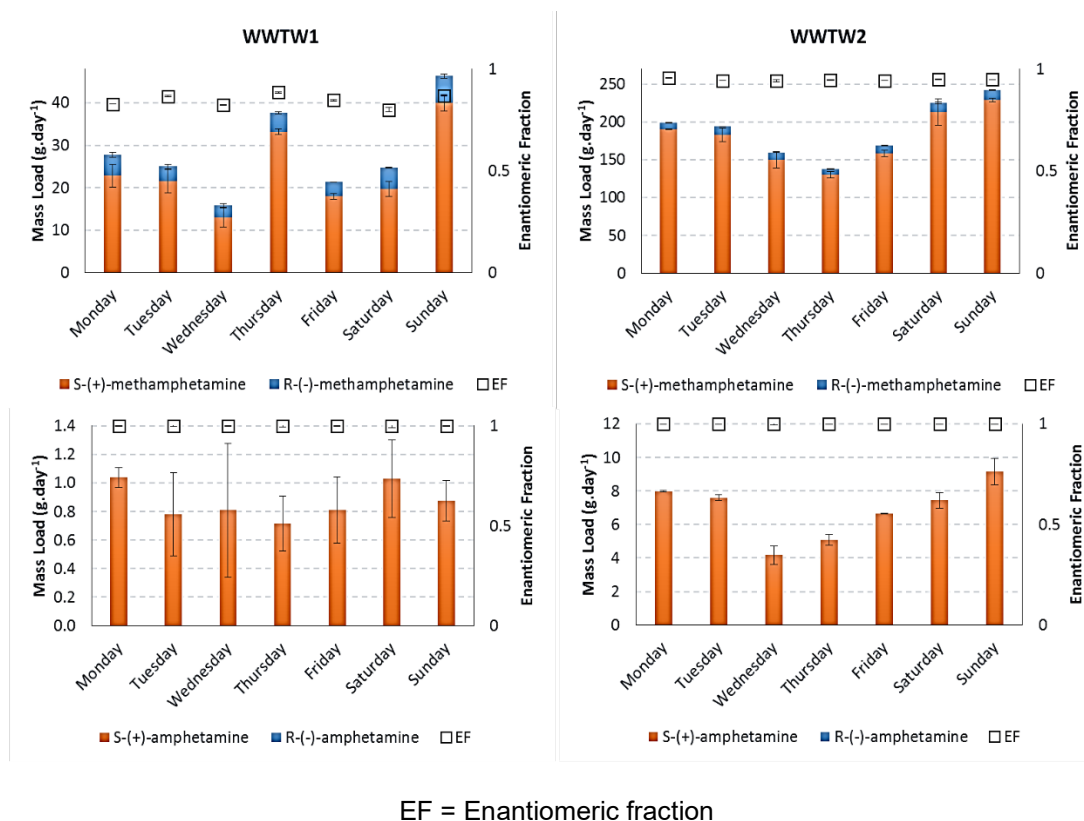 WWTW1
Mass Load (g.day⁻¹)
40
30
20
10
0
1
0.5
0
Enantiomeric Fraction
Monday
Tuesday
Wednesday
Thursday
Friday
Saturday
Sunday
S-(+)-methamphetamine R-(-)-methamphetamine EF
WWTW2
Mass Load (g.day⁻¹)
250
200
150
100
50
0
1
0.5
0
Enantiomeric Fraction
Monday
Tuesday
Wednesday
Thursday
Friday
Saturday
Sunday
S-(+)-methamphetamine R-(-)-methamphetamine EF
Mass Load (g.day⁻¹)
1.4
1.2
1.0
0.8
0.6
0.4
0.2
0.0
1
0.5
0
Enantiomeric Fraction
Monday
Tuesday
Wednesday
Thursday
Friday
Saturday
Sunday
S-(+)-amphetamine R-(-)-amphetamine EF
Mass Load (g.day⁻¹)
12
10
8
6
4
2
0
1
0.5
0
Enantiomeric Fraction
Monday
Tuesday
Wednesday
Thursday
Friday
Saturday
Sunday
S-(+)-amphetamine R-(-)-amphetamine EF
EF = Enantiomeric fraction